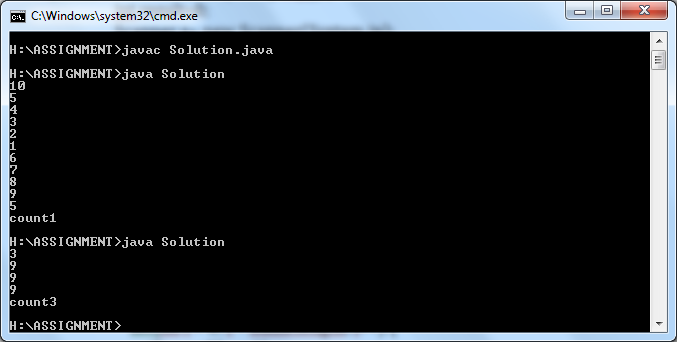 C:\Windows\system32\cmd.exe
H:\ASSIGNMENT>javac Solution.java
H:\ASSIGNMENT>java Solution
10
5
4
3
2
1
6
7
8
9
5
count1
H:\ASSIGNMENT>java Solution
3
9
9
9
count3
H:\ASSIGNMENT>